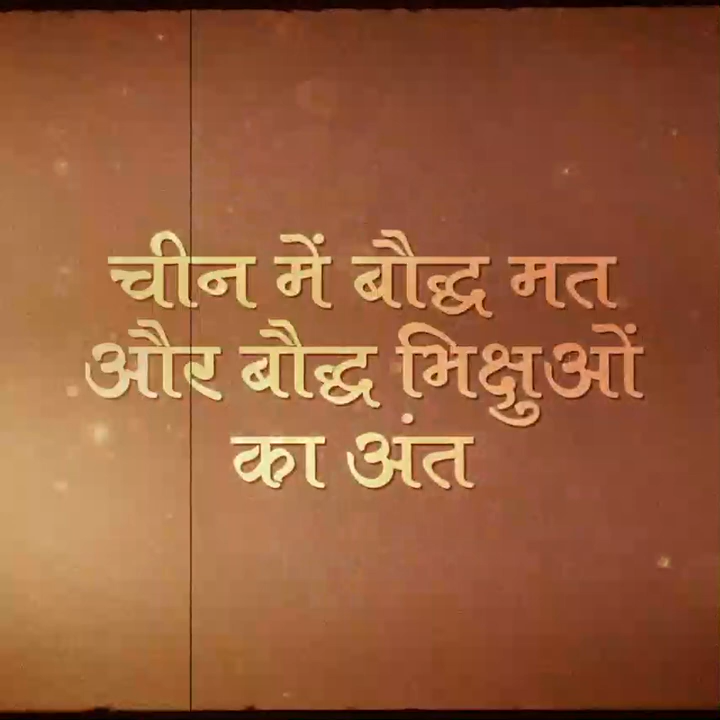 चीन में बौद्ध मत
और बौद्ध भिक्षुओं
का अंत